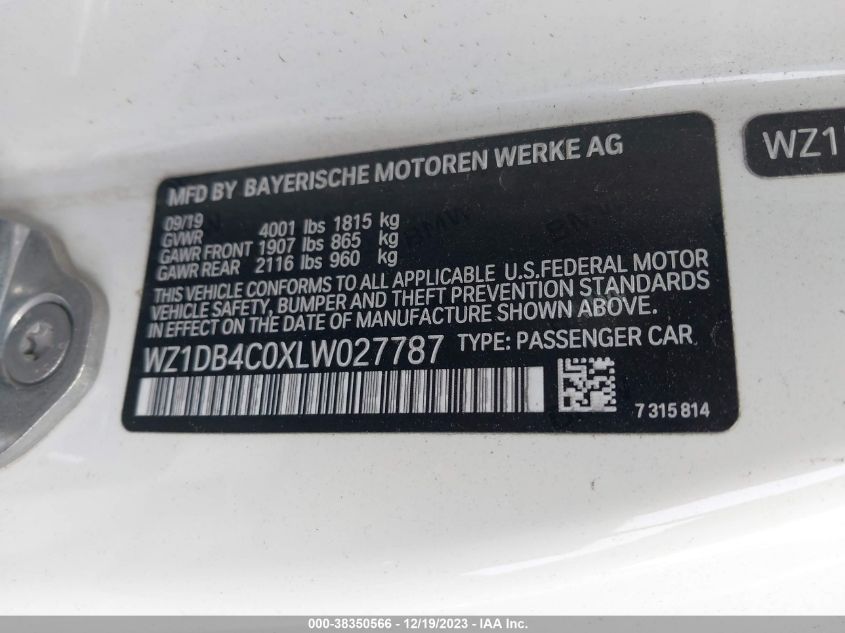 MFD BY BAYERISCHE MOTOREN WERKE AG
09/19
GVWR 4001 lbs 1815 kg
GAWR FRONT 1907 lbs 865 kg
GAWR REAR 2116 lbs 960 kg
THIS VEHICLE CONFORMS TO ALL APPLICABLE U.S.FEDERAL MOTOR
VEHICLE SAFETY, BUMPER AND THEFT PREVENTION STANDARDS
IN EFFECT ON THE DATE OF MANUFACTURE SHOWN ABOVE.
WZ1DB4C0XLW027787 TYPE: PASSENGER CAR
7 315 814
WZ1
000-38350566 - 12/19/2023 - IAA Inc.